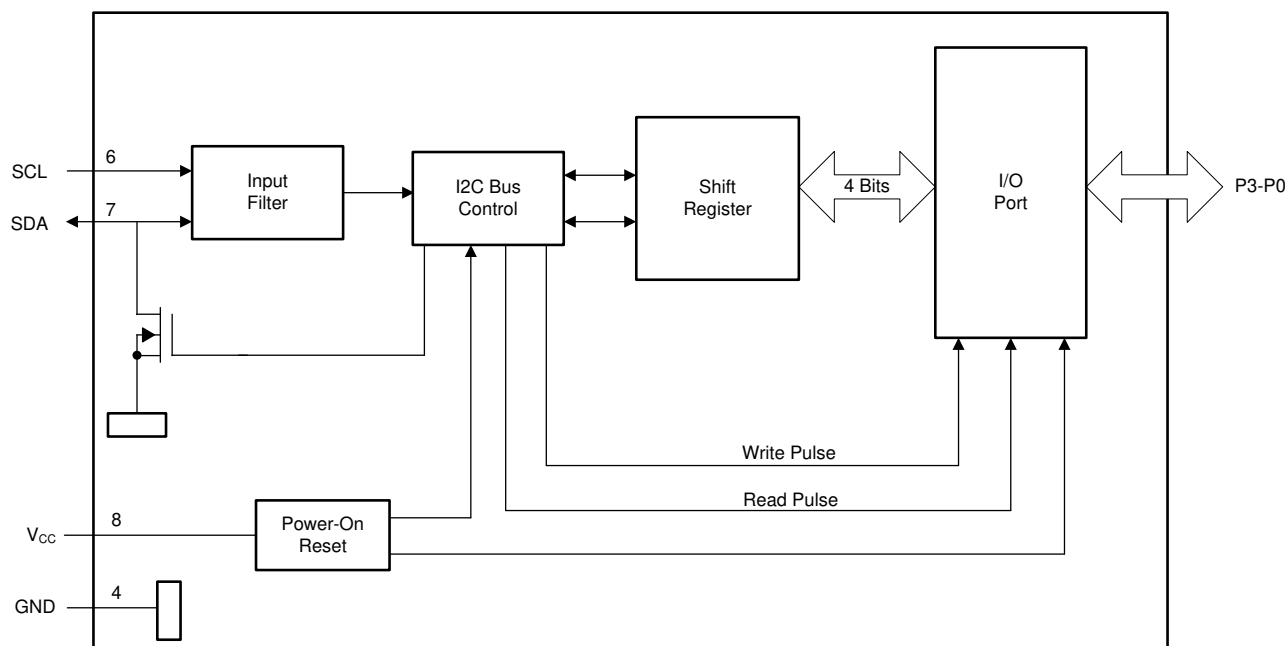 6
SCL
Input
Filter
I2C Bus
Control
Shift
Register
4 Bits
I/O
Port
P3-P0
7
SDA
Write Pulse
Read Pulse
8
VCC
Power-On
Reset
4
GND